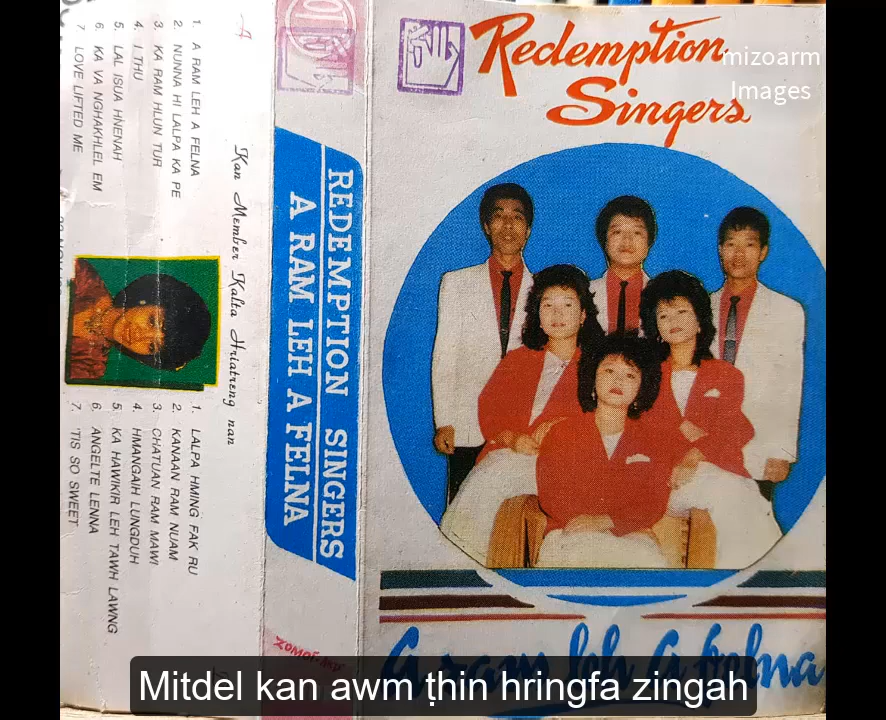 A
1. A RAM LEH A FELNA
2. NUNNA HI LALPA KA PE
3. KA RAM HLUN TUR
4. I THU
5. LAL ISUA HNENAH
6. KA VA NGHAKHLEL EM
7 LOVE LIFTED ME
Kan Member Kalta Hriatreng nan
1. LALPA HMING FAK RU
2. KANAAN RAM NUAM
3. CHATUAN RAM MAWI
4. HMANGAIH LUNGDUH
5. KA HAWIKIR LEH TAWH LAWNG
6. ANGELTE LENNA
7. 'TIS SO SWEET
REDEMPTION SINGERS
A RAM LEH A FELNA
Redemption
Singers
mizoarm
Images
A ram leh A felna
Mitdel kan awm ṭhin hringfa zingah